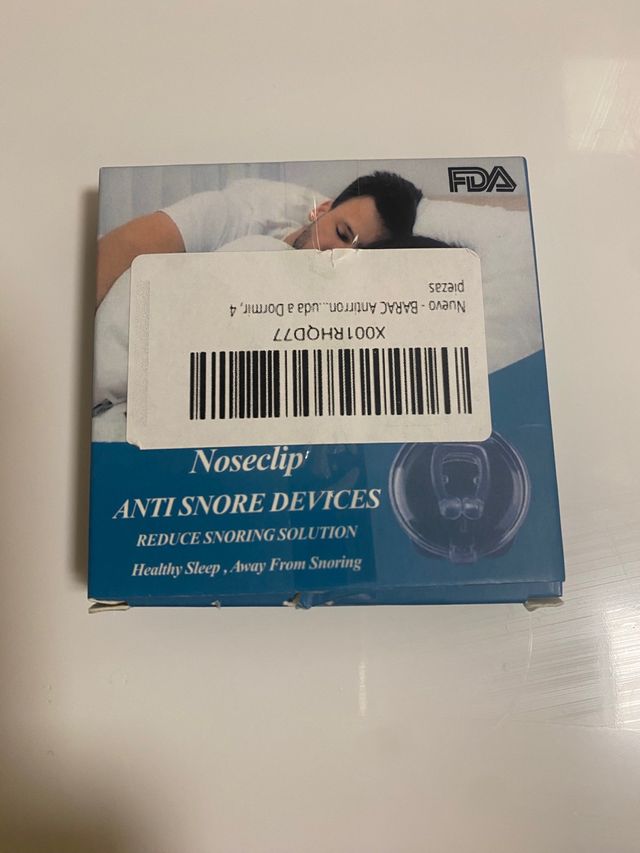 FDA
Nuevo - BARAC Antirron...uda a Dormir, 4
piezas
X001RHQD77
Noseclip
ANTI SNORE DEVICES
REDUCE SNORING SOLUTION
Healthy Sleep , Away From Snoring